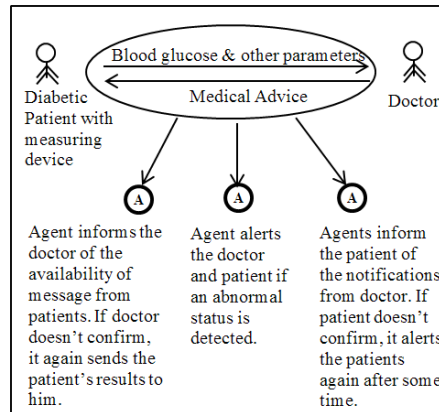 Blood glucose & other parameters
Medical Advice
Diabetic
Patient with
measuring
device
Doctor
A
A
A
Agent informs the
doctor of the
availability of
message from
patients. If doctor
doesn't confirm,
it again sends the
patient's results to
him.
Agent alerts
the doctor
and patient if
an abnormal
status is
detected.
Agents inform
the patient of
the notifications
from doctor. If
patient doesn't
confirm, it alerts
the patients
again after some
time.